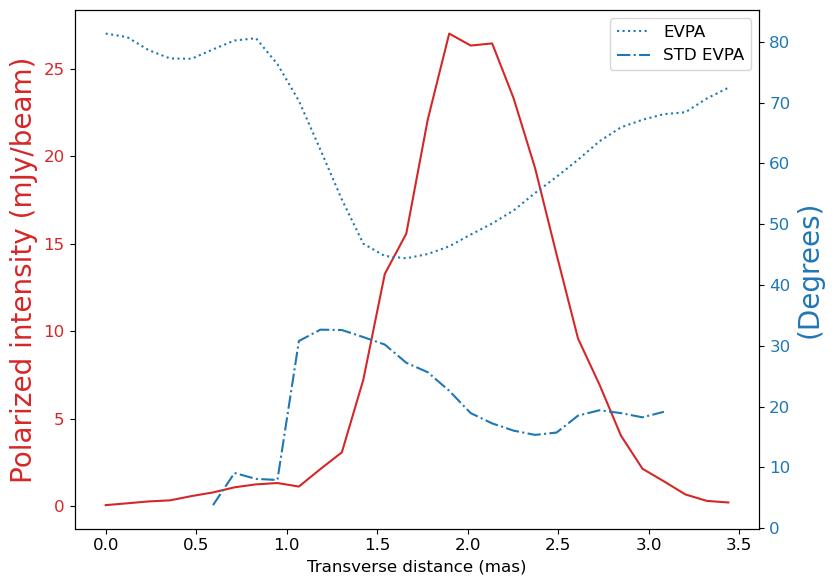 EVPA
STD EVPA
Polarized intensity (mJy/beam)
25
20
15
10
5
0
80
70
60
50
40
30
20
10
0
(Degrees)
0.0 0.5 1.0 1.5 2.0 2.5 3.0 3.5
Transverse distance (mas)